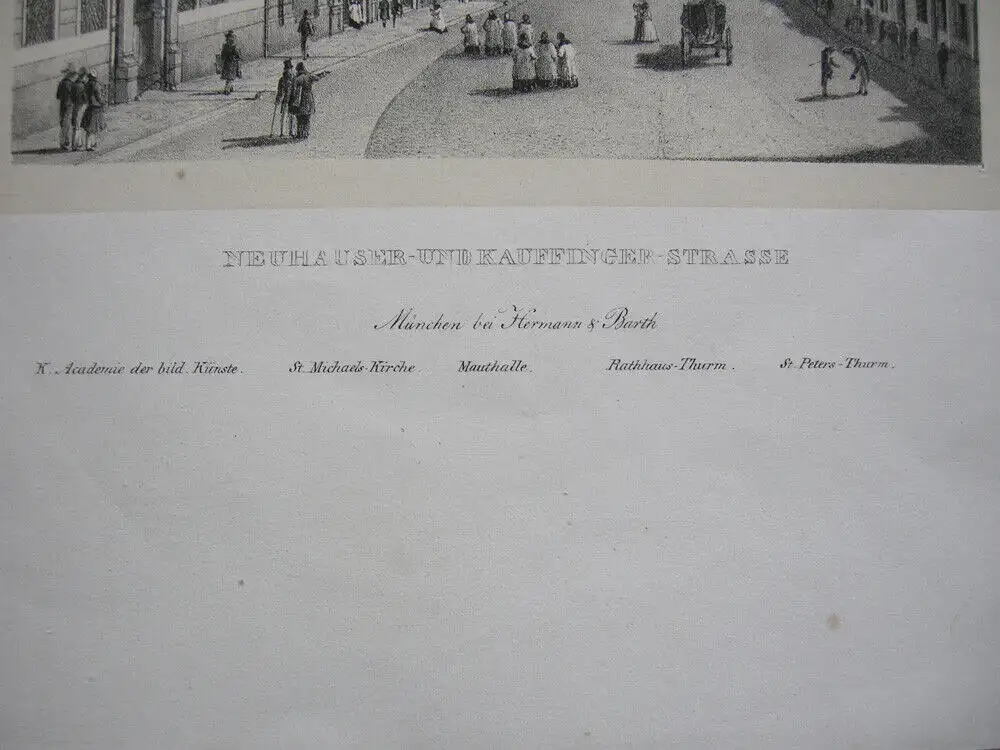 NEUHAUSER-UND KAUFFINGER-STRASSE
München bei Hermann & Barth
K. Academie der bild. Künste. St. Michaels-Kirche. Mauthalle. Rathhaus-Thurm. St. Peters-Thurm.